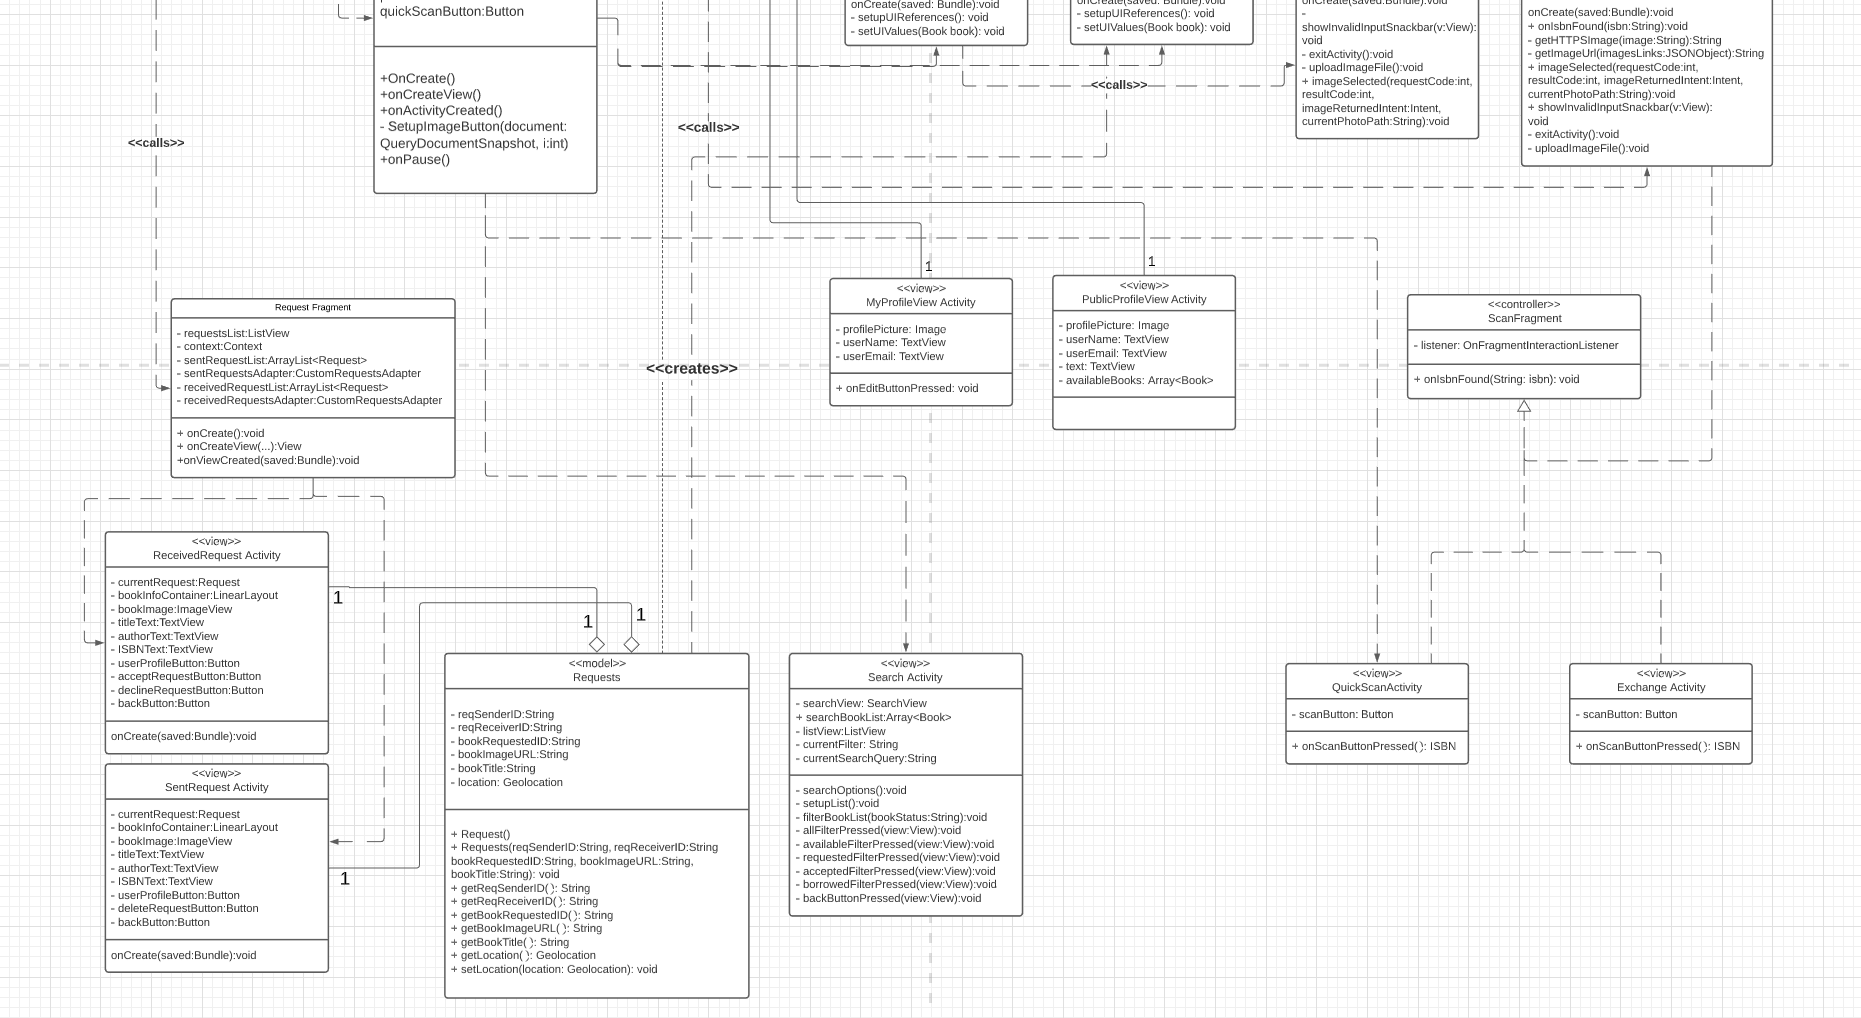 quickScanButton:Button
+OnCreate()
+onCreateView()
+onActivityCreated()
- SetupImageButton(document:
QueryDocumentSnapshot, i:int)
+onPause()
onCreate(saved: Bundle):void
- setupUIReferences(): void
- setUIValues(Book book): void
onCreate(saved: Bundle):void
- setupUIReferences(): void
- setUIValues(Book book): void
onCreate(saved:Bundle):void
-
showInvalidInputSnackbar(v:View):
void
- exitActivity():void
- uploadImageFile():void
+ imageSelected(requestCode:int,
resultCode:int,
imageReturnedIntent:Intent,
currentPhotoPath:String):void
onCreate(saved:Bundle):void
+ onIsbnFound(isbn:String):void
- getHTTPSImage(image:String):String
- getImageUrl(imagesLinks:JSONObject):String
+ imageSelected(requestCode:int,
resultCode:int, imageReturnedIntent:Intent,
currentPhotoPath:String):void
+ showInvalidInputSnackbar(v:View):
void
- exitActivity():void
- uploadImageFile():void
<<calls>>
<<calls>>
<<calls>>
<<creates>>
1
1
Request Fragment
- requestsList:ListView
- context:Context
- sentRequestList:ArrayList<Request>
- sentRequestsAdapter:CustomRequestsAdapter
- receivedRequestList:ArrayList<Request>
- receivedRequestsAdapter:CustomRequestsAdapter
+ onCreate():void
+ onCreateView(...):View
+onViewCreated(saved:Bundle):void
<<view>>
MyProfileView Activity
- profilePicture: Image
- userName: TextView
- userEmail: TextView
+ onEditButtonPressed: void
<<view>>
PublicProfileView Activity
- profilePicture: Image
- userName: TextView
- userEmail: TextView
- text: TextView
- availableBooks: Array<Book>
<<controller>>
ScanFragment
- listener: OnFragmentInteractionListener
+ onIsbnFound(String: isbn): void
<<view>>
ReceivedRequest Activity
- currentRequest:Request
- bookInfoContainer:LinearLayout
- bookImage:ImageView
- titleText:TextView
- authorText:TextView
- ISBNText:TextView
- userProfileButton:Button
- acceptRequestButton:Button
- declineRequestButton:Button
- backButton:Button
onCreate(saved:Bundle):void
1
1
1
<<view>>
SentRequest Activity
- currentRequest:Request
- bookInfoContainer:LinearLayout
- bookImage:ImageView
- titleText:TextView
- authorText:TextView
- ISBNText:TextView
- userProfileButton:Button
- deleteRequestButton:Button
- backButton:Button
onCreate(saved:Bundle):void
1
<<model>>
Requests
- reqSenderID:String
- reqReceiverID:String
- bookRequestedID:String
- bookImageURL:String
- bookTitle:String
- location: Geolocation
+ Request()
+ Requests(reqSenderID:String, reqReceiverID:String
bookRequestedID:String, bookImageURL:String,
bookTitle:String): void
+ getReqSenderID( ): String
+ getReqReceiverID( ): String
+ getBookRequestedID( ): String
+ getBookImageURL( ): String
+ getBookTitle( ): String
+ getLocation( ): Geolocation
+ setLocation(location: Geolocation): void
<<view>>
Search Activity
- searchView: SearchView
+ searchBookList:Array<Book>
- listView:ListView
- currentFilter: String
- currentSearchQuery:String
- searchOptions():void
- setupList():void
- filterBookList(bookStatus:String):void
- allFilterPressed(view:View):void
- availableFilterPressed(view:View):void
- requestedFilterPressed(view:View):void
- acceptedFilterPressed(view:View):void
- borrowedFilterPressed(view:View):void
- backButtonPressed(view:View):void
<<view>>
QuickScanActivity
- scanButton: Button
+ onScanButtonPressed( ): ISBN
<<view>>
Exchange Activity
- scanButton: Button
+ onScanButtonPressed( ): ISBN